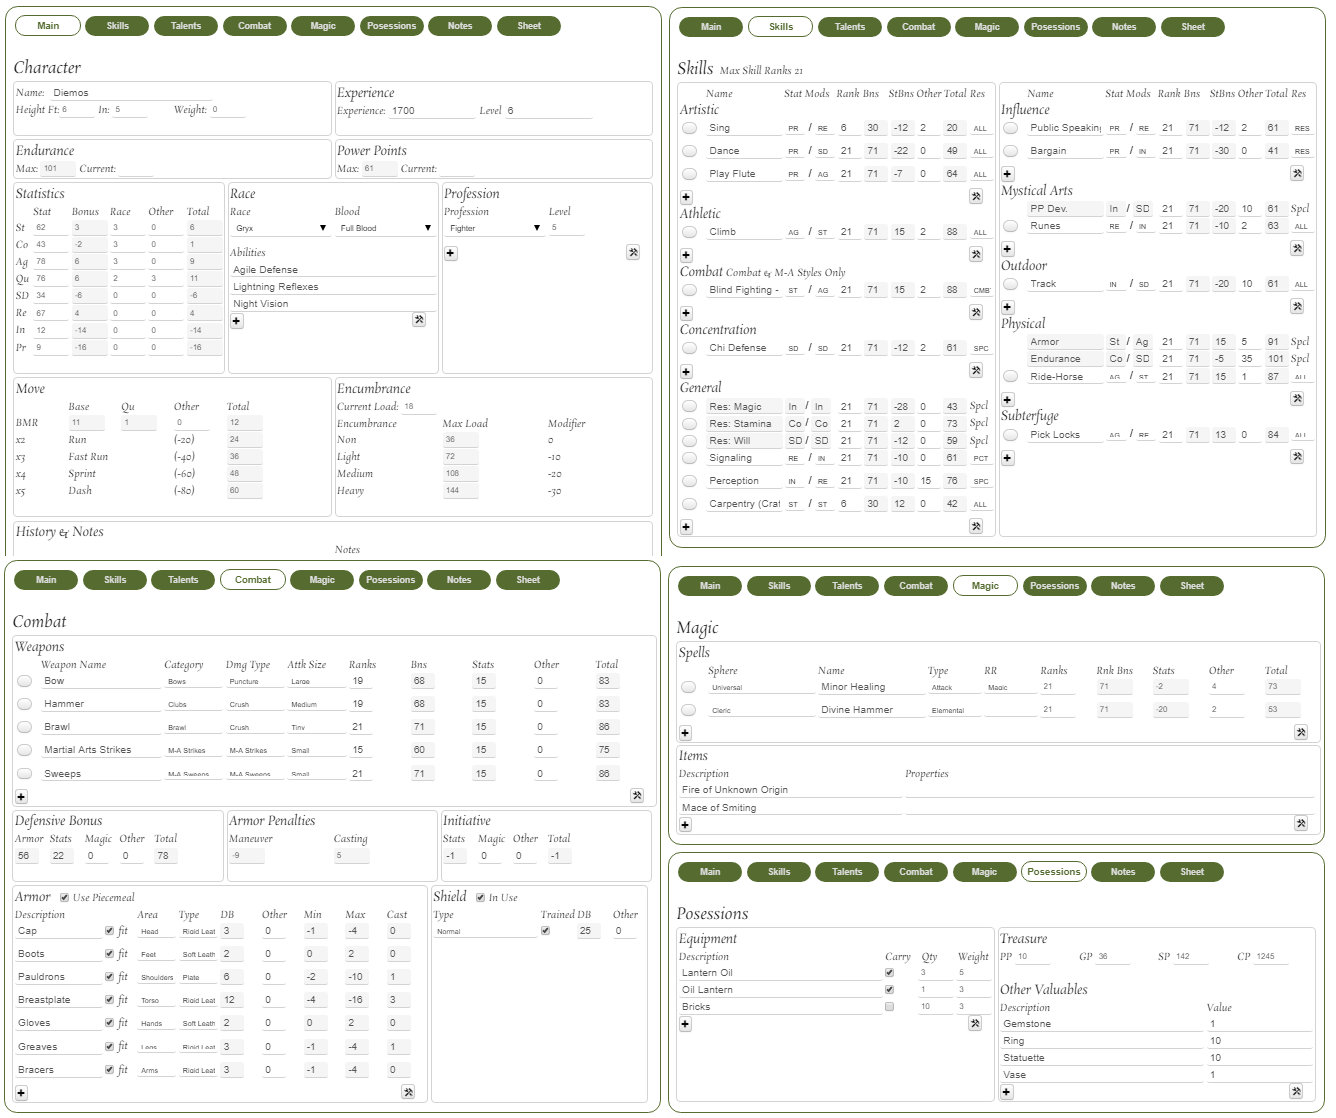 Main Skills Talents Combat Magic Posessions Notes Sheet
Character
Name: Diemos
Height Ft: 6 In: 5 Weight: 0
Experience
Experience: 1700 Level 6
Endurance
Max: 101 Current:
Power Points
Max: 61 Current:
Statistics
Stat Bonus Race Other Total
St 62 3 3 0 6
Co 43 -2 3 0 1
Ag 78 6 3 0 9
Qu 76 6 2 3 11
SD 34 -6 0 0 -6
Re 67 4 0 0 4
In 12 -14 0 0 -14
Pr 9 -16 0 0 -16
Race
Race Blood
Gryx Full Blood
Abilities
Agile Defense
Lightning Reflexes
Night Vision
Profession
Profession Level
Fighter 5
Move
Base Qu Other Total
BMR 11 1 0 12
x2 Run (-20) 24
x3 Fast Run (-40) 36
x4 Sprint (-60) 48
x5 Dash (-80) 60
Encumbrance
Current Load: 18
Encumbrance Max Load Modifier
Non 36 0
Light 72 -10
Medium 108 -20
Heavy 144 -30
History & Notes
Notes
Main Skills Talents Combat Magic Posessions Notes Sheet
Skills Max Skill Ranks 21
Name Stat Mods Rank Bns StBns Other Total Res
Artistic
Sing PR / RE 6 30 -12 2 20 ALL
Dance PR / SD 21 71 -22 0 49 ALL
Play Flute PR / AG 21 71 -7 0 64 ALL
Athletic
Climb AG / ST 21 71 15 2 88 ALL
Combat Combat & M-A Styles Only
Blind Fighting - ST / AG 21 71 15 2 88 CMB
Concentration
Chi Defense SD / SD 21 71 -12 2 61 SPC
General
Res: Magic In / In 21 71 -28 0 43 Spcl
Res: Stamina Co / Co 21 71 2 0 73 Spcl
Res: Will SD / SD 21 71 -12 0 59 Spcl
Signaling RE / IN 21 71 -10 0 61 PCT
Perception IN / RE 21 71 -10 15 76 SPC
Carpentry (Craf ST / ST 6 30 12 0 42 ALL
Name Stat Mods Rank Bns StBns Other Total Res
Influence
Public Speaking PR / RE 21 71 -12 2 61 RES
Bargain PR / IN 21 71 -30 0 41 RES
Mystical Arts
PP Dev. In / SD 21 71 -20 10 61 Spcl
Runes RE / IN 21 71 -10 2 63 ALL
Outdoor
Track IN / SD 21 71 -20 10 61 ALL
Physical
Armor St / Ag 21 71 15 5 91 Spcl
Endurance Co / SD 21 71 -5 35 101 Spcl
Ride-Horse AG / ST 21 71 15 1 87 ALL
Subterfuge
Pick Locks AG / RE 21 71 13 0 84 ALL
Main Skills Talents Combat Magic Posessions Notes Sheet
Combat
Weapons
Weapon Name Category Dmg Type Attk Size Ranks Bns Stats Other Total
Bow Bows Puncture Large 19 68 15 0 83
Hammer Clubs Crush Medium 19 68 15 0 83
Brawl Brawl Crush Tiny 21 71 15 0 86
Martial Arts Strikes M-A Strikes M-A Strikes Small 15 60 15 0 75
Sweeps M-A Sweeps M-A Sweeps Small 21 71 15 0 86
Defensive Bonus
Armor Stats Magic Other Total
56 22 0 0 78
Armor Penalties
Maneuver Casting
-9 5
Initiative
Stats Magic Other Total
-1 0 0 -1
Armor Use Piecemeal
Description Area Type DB Other Min Max Cast
Cap fit Head Rigid Leat 3 0 -1 -4 0
Boots fit Feet Soft Leath 2 0 0 2 0
Pauldrons fit Shoulders Plate 6 0 -2 -10 1
Breastplate fit Torso Rigid Leat 12 0 -4 -16 3
Gloves fit Hands Soft Leath 2 0 0 2 0
Greaves fit Legs Rigid Leat 3 0 -1 -4 1
Bracers fit Arms Rigid Leat 3 0 -1 -4 0
Shield In Use
Type Trained DB Other
Normal 25 0
Main Skills Talents Combat Magic Posessions Notes Sheet
Magic
Spells
Sphere Name Type RR Ranks Rnk Bns Stats Other Total
Universal Minor Healing Attack Magic 21 71 -2 4 73
Cleric Divine Hammer Elemental 21 71 -20 2 53
Items
Description Properties
Fire of Unknown Origin
Mace of Smiting
Main Skills Talents Combat Magic Posessions Notes Sheet
Posessions
Equipment
Description Carry Qty Weight
Lantern Oil 3 5
Oil Lantern 1 3
Bricks 10 3
Treasure
PP 10 GP 36 SP 142 CP 1245
Other Valuables
Description Value
Gemstone 1
Ring 10
Statuette 10
Vase 1